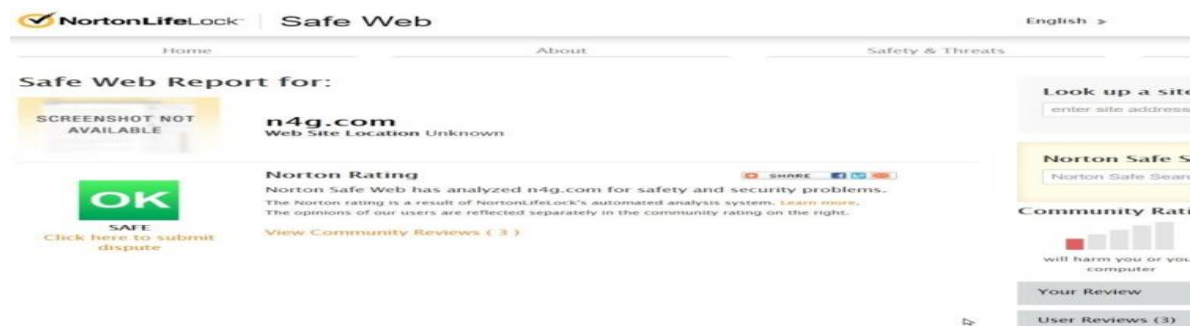 NortonLifeLock Safe Web
English
Home About Safety & Threats
Safe Web Report for:
SCREENSHOT NOT
AVAILABLE
n4g.com
Web Site Location Unknown
OK
SAFE
Click here to submit
dispute
Norton Rating
SHARE
Norton Safe Web has analyzed n4g.com for safety and security problems.
The Norton rating is a result of NortonLifeLock's automated analysis system. Learn more.
The opinions of our users are reflected separately in the community rating on the right.
View Community Reviews ( 3 )
Look up a site
enter site address
Norton Safe S
Norton Safe Sear
Community Rati
will harm you or you
computer
Your Review
User Reviews (3)